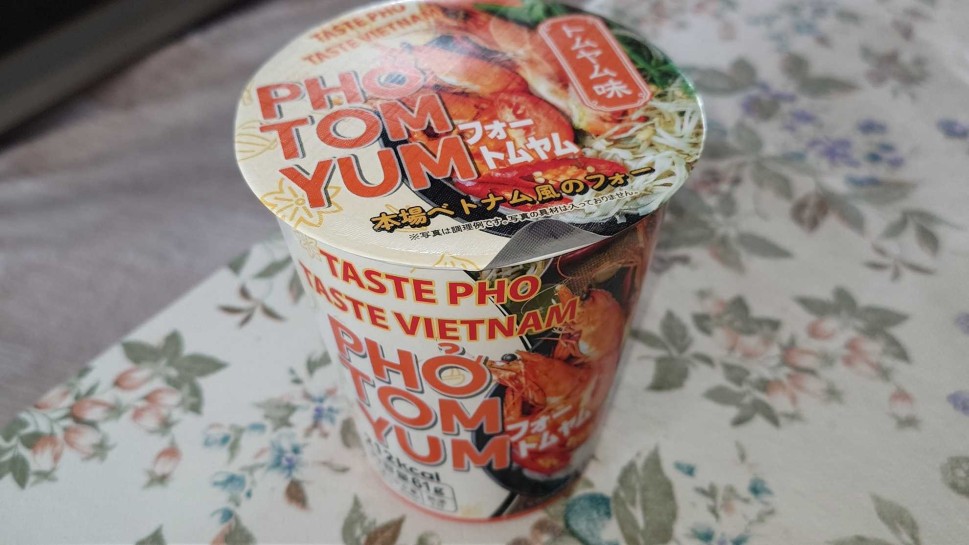 TASTE PHO
TASTE VIETNAM
トムヤム味
PHỞ
TOM
YUM
フォー
トムヤム
本場ベトナム風のフォー
※写真は調理例です。写真の具材は入っておりません。
TASTE PHO
TASTE VIETNAM
PHỞ
TOM
YUM
フォー
トムヤム
kcal
61g